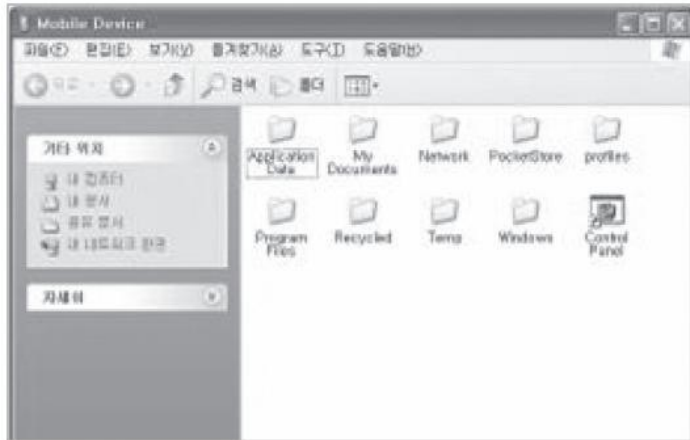 Mobile Device
파일(F) 편집(E) 보기(V) 즐겨찾기(A) 도구(T) 도움말(H)
뒤로 검색 폴더
기타 위치
내 컴퓨터
내 문서
공유 문서
내 네트워크 환경
자세히
Application Data
My Documents
Network
PocketStore
profiles
Program Files
Recycled
Temp
Windows
Control Panel